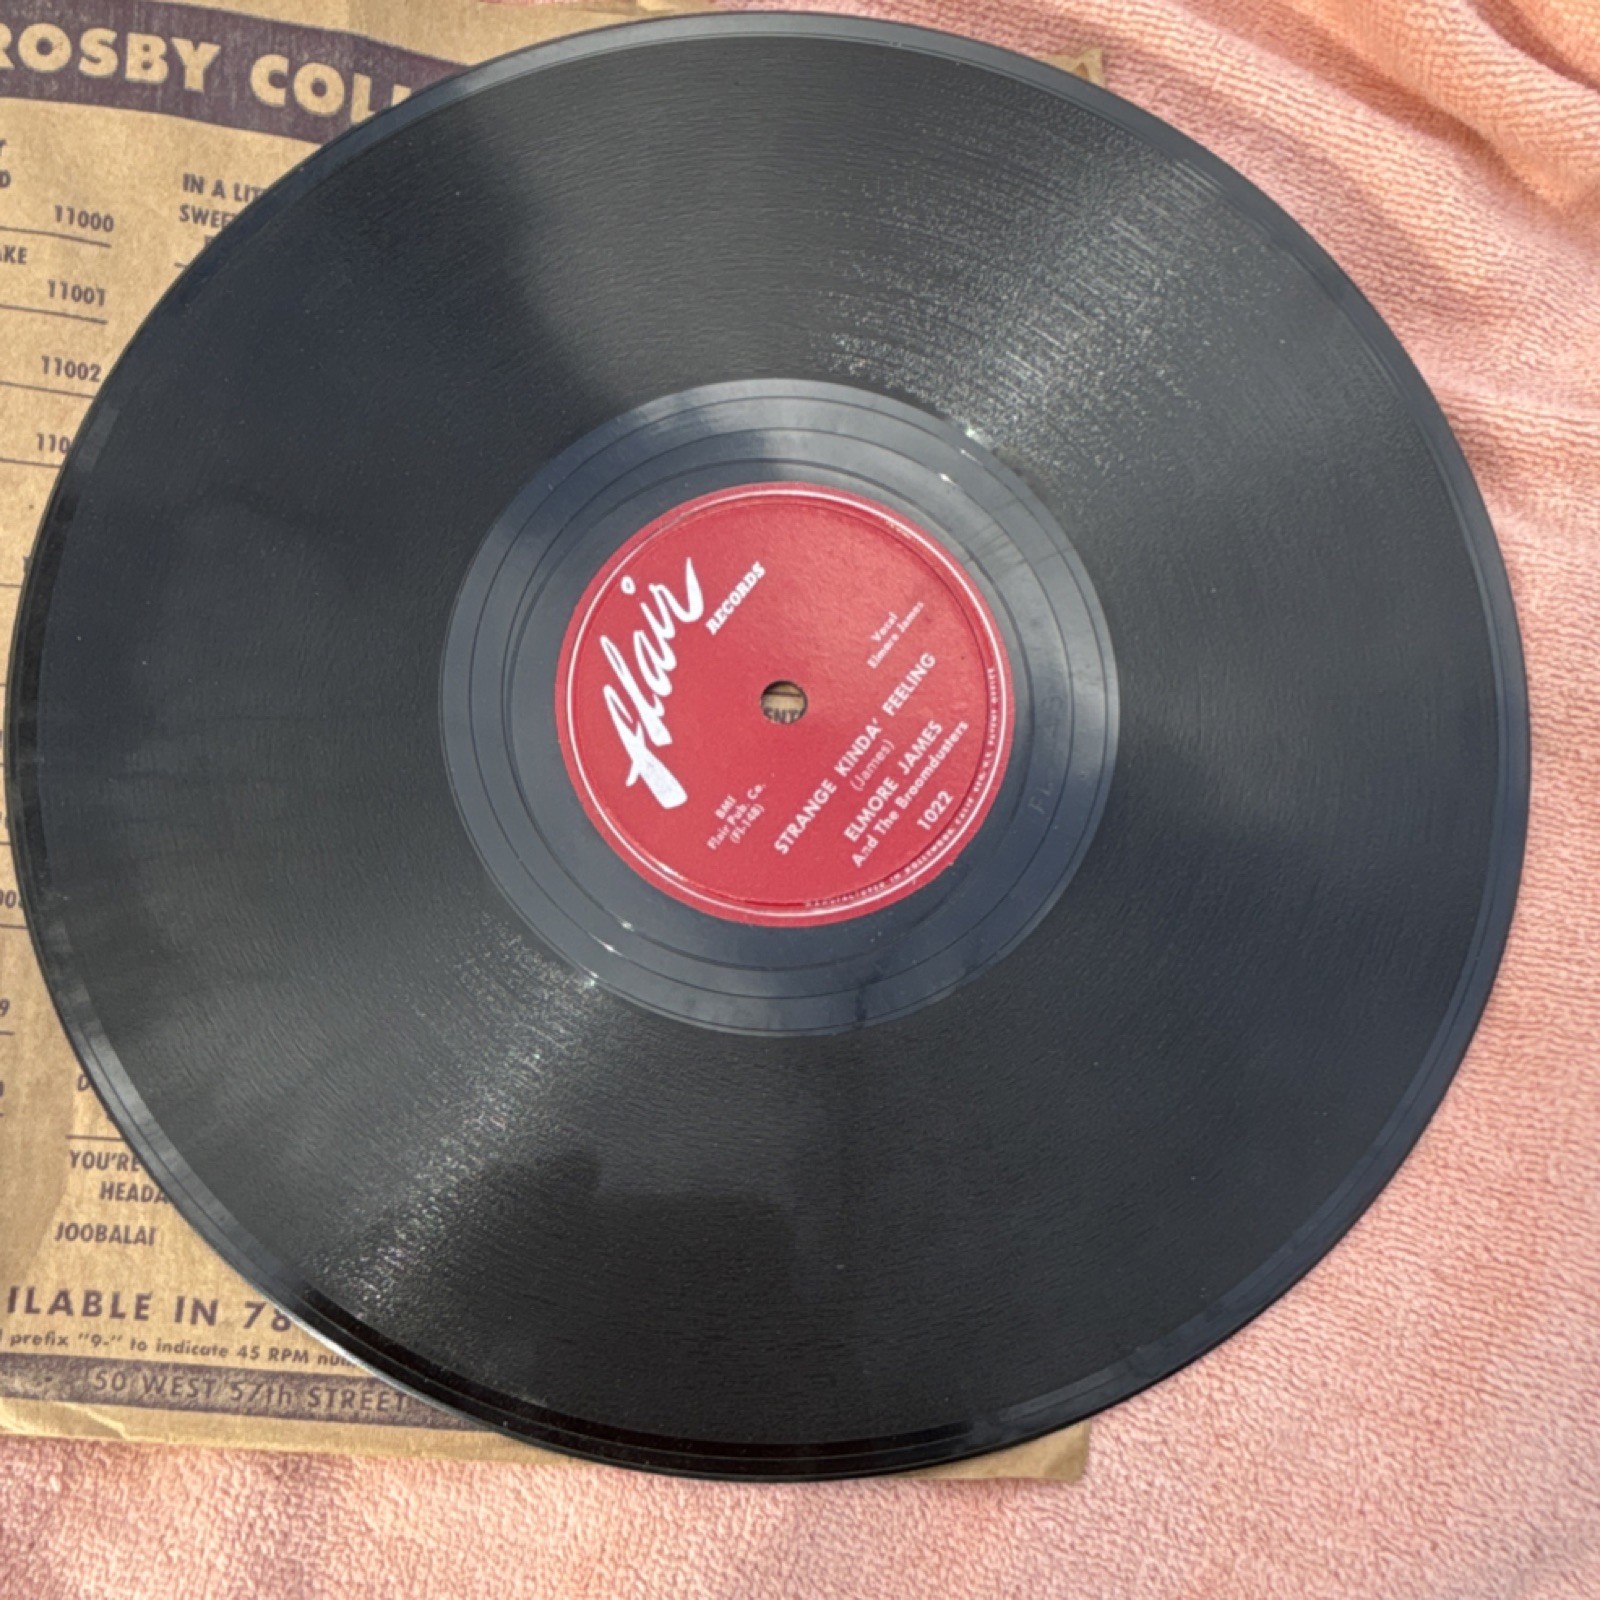 ROSBY COL
11000
AKE
11001
11002
IN A LIT
SWEE
YOU'RE
HEADA
JOOBALAI
ILABLE IN 78
prefix "9-" to indicate 45 RPM num
50 WEST 57th STREET
flair
RECORDS
Vocal
Elmore James
BMI
Flair Pub. Co.
(Fl-148)
STRANGE KINDA' FEELING
(James)
ELMORE JAMES
And The Broomdusters
1022